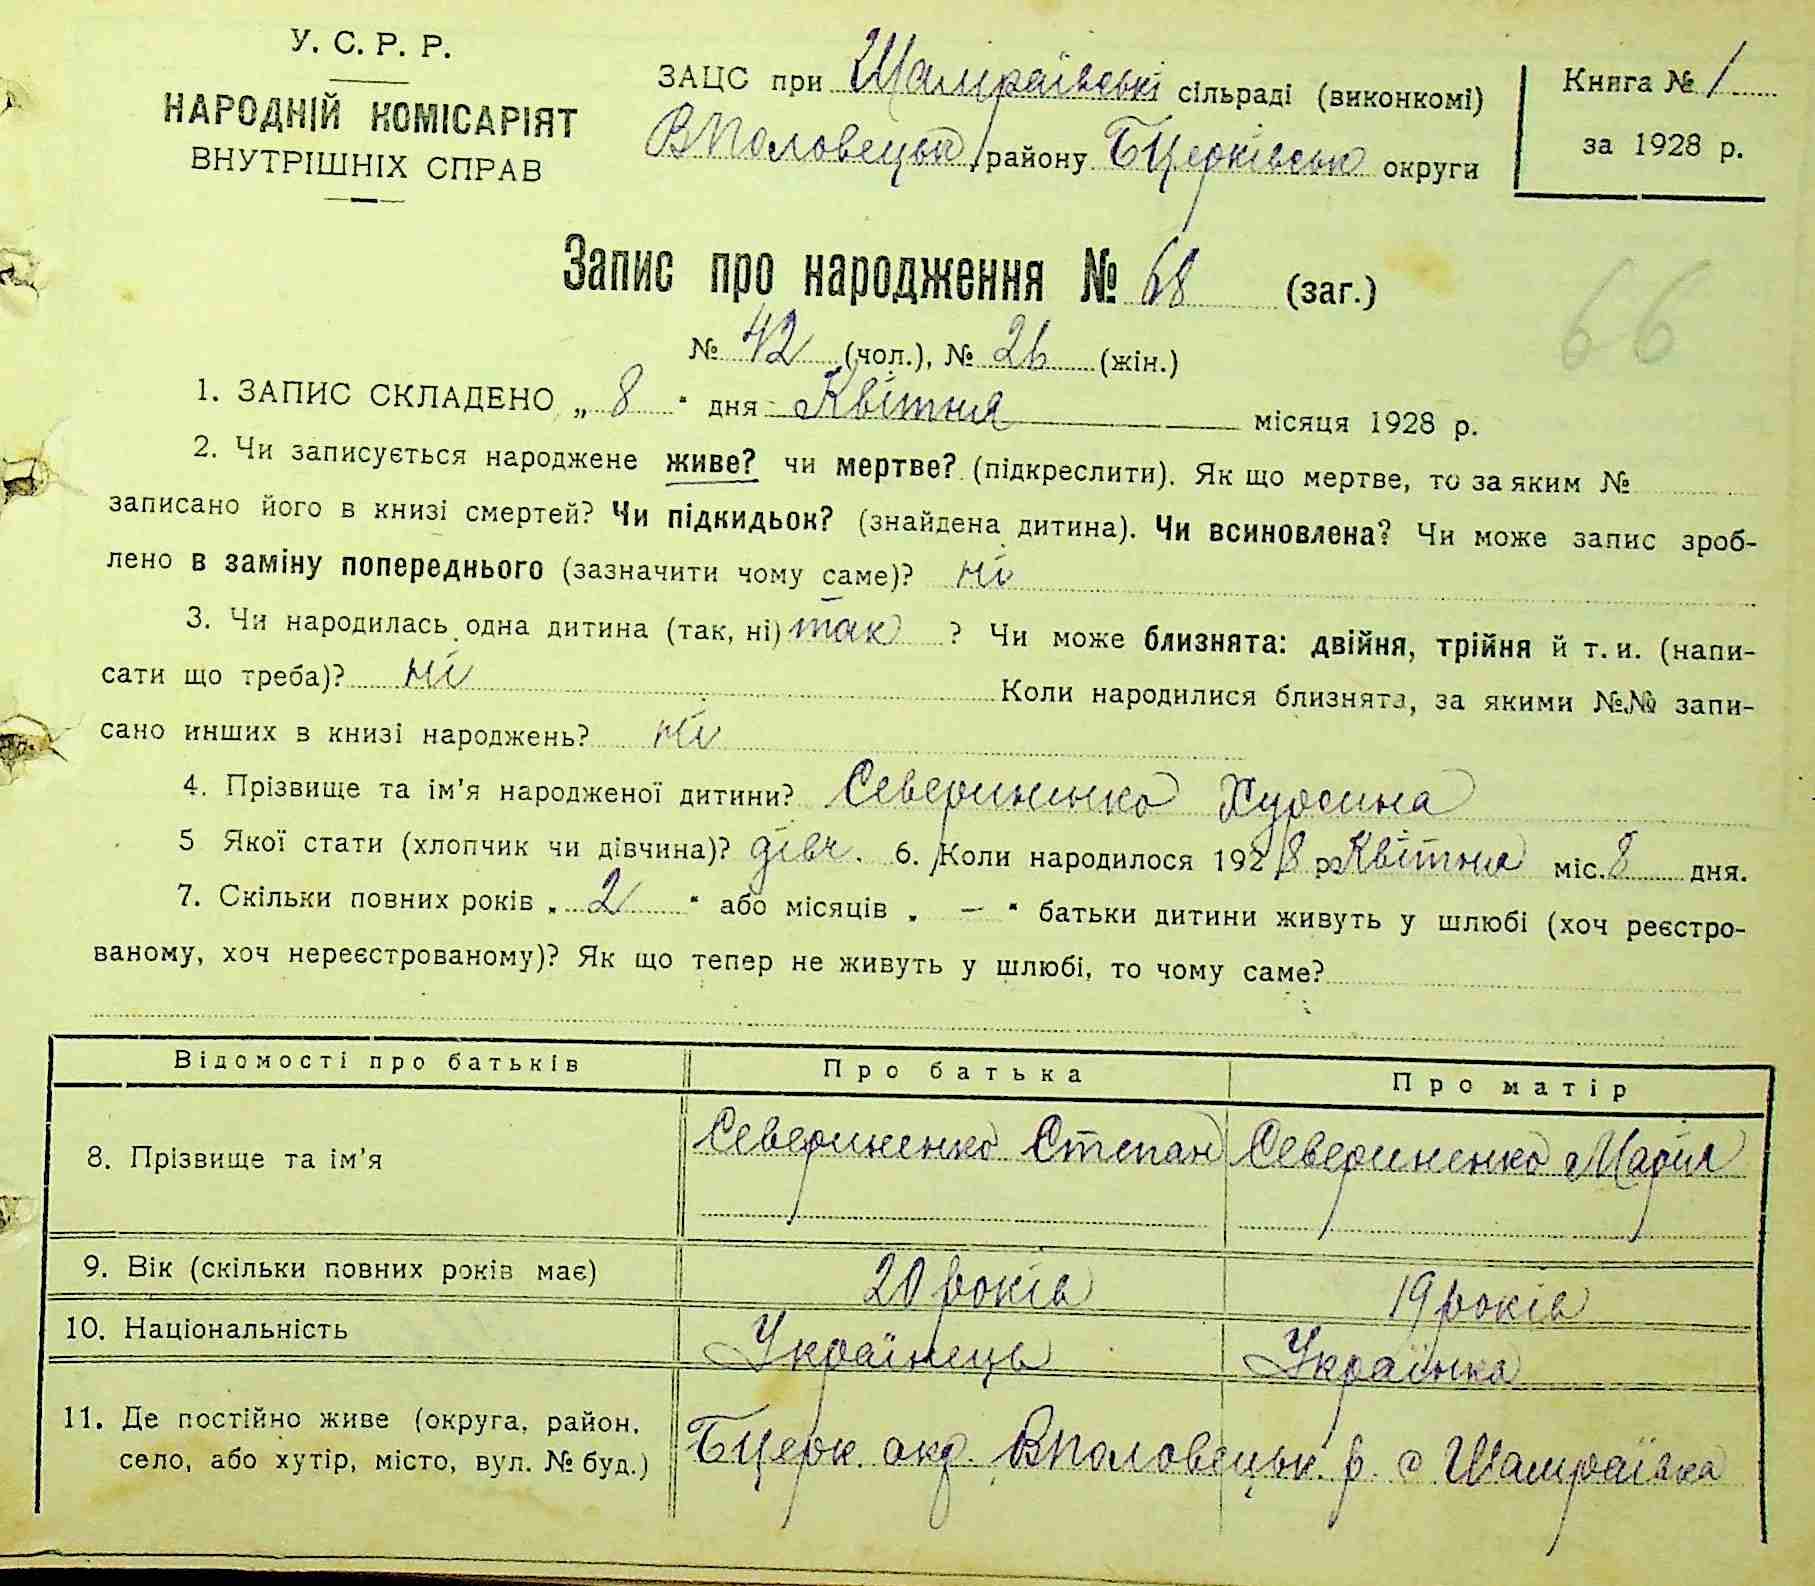 У. С. Р. Р.
НАРОДНІЙ КОМІСАРІЯТ
ВНУТРІШНІХ СПРАВ
ЗАЦС при Шамраївські сільраді (виконкомі)
ВПоловецьк району БЦерківськ округи
Книга № 1
за 1928 р.
Запис про народження № 68 (заг.)
66
№ 42 (чол.), № 26 (жін.)
1. ЗАПИС СКЛАДЕНО „ 8 " дня Квітня місяця 1928 р.
2. Чи записується народжене живе? чи мертве? (підкреслити). Як що мертве, то за яким №
записано його в книзі смертей? Чи підкидьок? (знайдена дитина). Чи всиновлена? Чи може запис зроб-
лено в заміну попереднього (зазначити чому саме)? ні
3. Чи народилась одна дитина (так, ні) так ? Чи може близнята: двійня, трійня й т. и. (напи-
сати що треба)? ні Коли народилися близнята, за якими №№ запи-
сано инших в книзі народжень? ні
4. Прізвище та ім'я народженої дитини? Севериненко
5 Якої стати (хлопчик чи дівчина)? дівч. 6. Коли народилося 192 8 р. Квітня міс. 8 дня.
7. Скільки повних років „ 2 " або місяців „ — " батьки дитини живуть у шлюбі (хоч реєстро-
ваному, хоч нереєстрованому)? Як що тепер не живуть у шлюбі, то чому саме?
Відомості про батьків Про батька Про матір
8. Прізвище та ім'я Севериненко Степан Севериненко Марія
9. Вік (скільки повних років має) 20 років 19 років
10. Національність Українець Українка
11. Де постійно живе (округа, район,
село, або хутір, місто, вул. № буд.) БЦерк. окр. ВПоловецьк. р. с Шамраївка